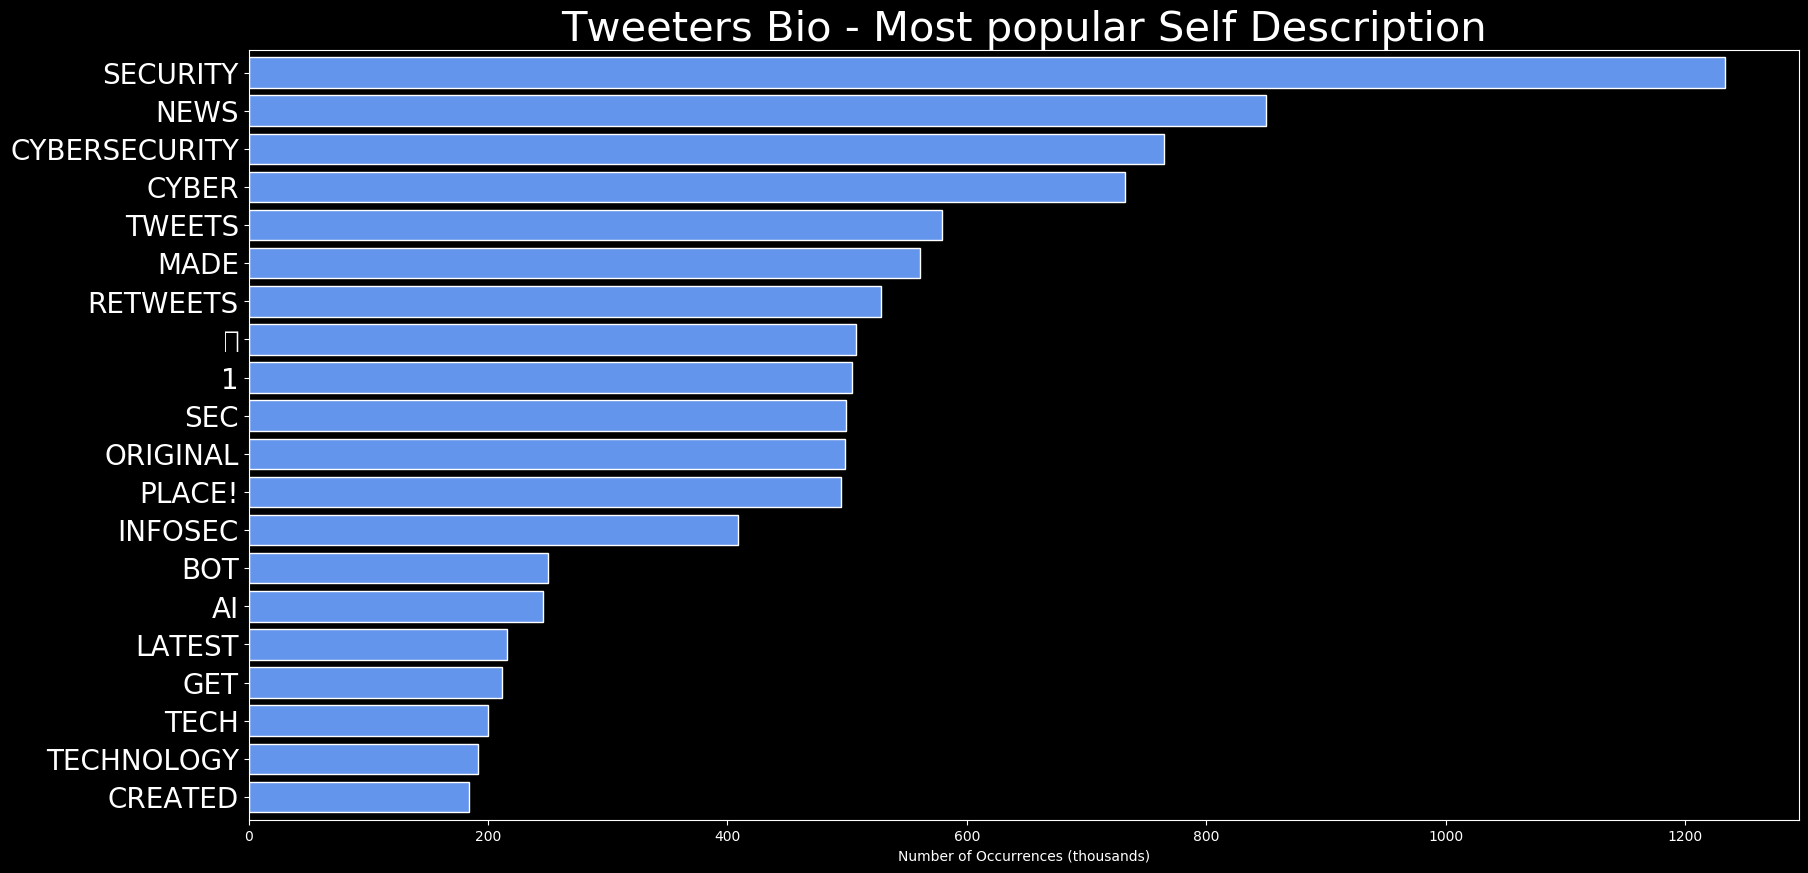 Tweeters Bio - Most popular Self Description
SECURITY
NEWS
CYBERSECURITY
CYBER
TWEETS
MADE
RETWEETS
1
SEC
ORIGINAL
PLACE!
INFOSEC
BOT
AI
LATEST
GET
TECH
TECHNOLOGY
CREATED
0 200 400 600 800 1000 1200
Number of Occurrences (thousands)